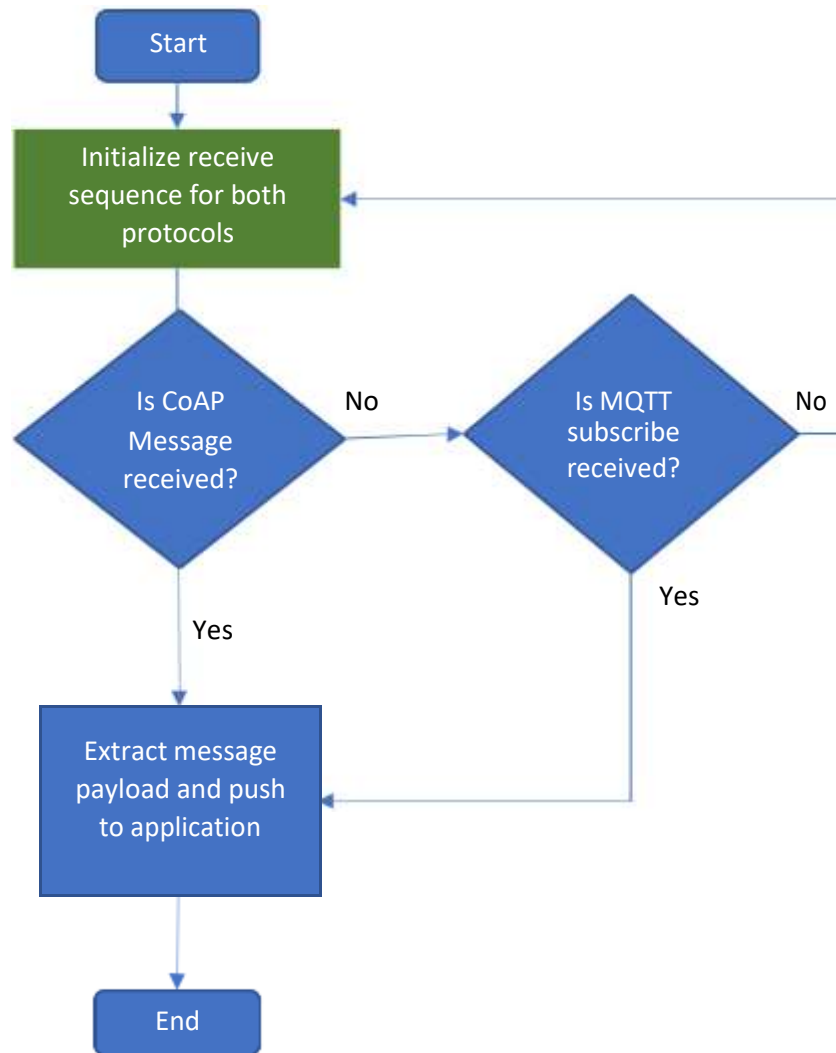 Start
Initialize receive
sequence for both
protocols
Is CoAP
Message
received?
No
Is MQTT
subscribe
received?
No
Yes
Yes
Extract message
payload and push
to application
End